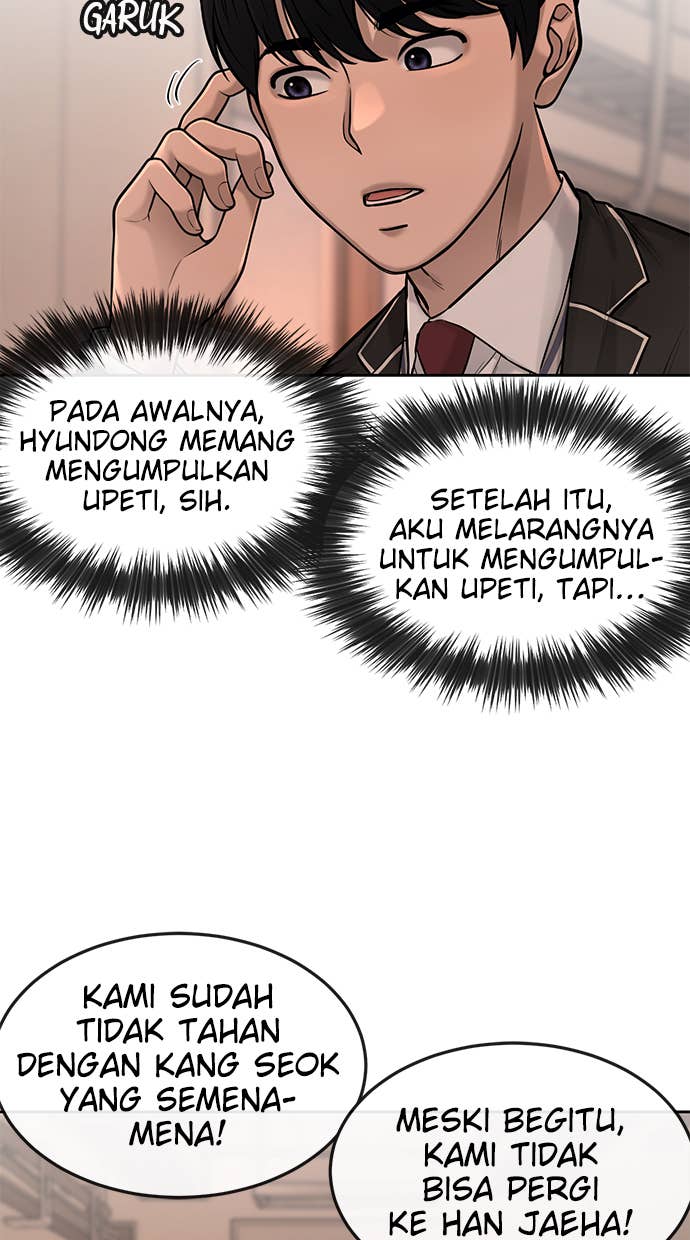 GARUK
PADA AWALNYA,
HYUNDONG MEMANG
MENGUMPULKAN
UPETI, SIH.
SETELAH ITU,
AKU MELARANGNYA
UNTUK MENGUMPUL-
KAN UPETI, TAPI...
KAMI SUDAH
TIDAK TAHAN
DENGAN KANG SEOK
YANG SEMENA-
MENA!
MESKI BEGITU,
KAMI TIDAK
BISA PERGI
KE HAN JAEHA!